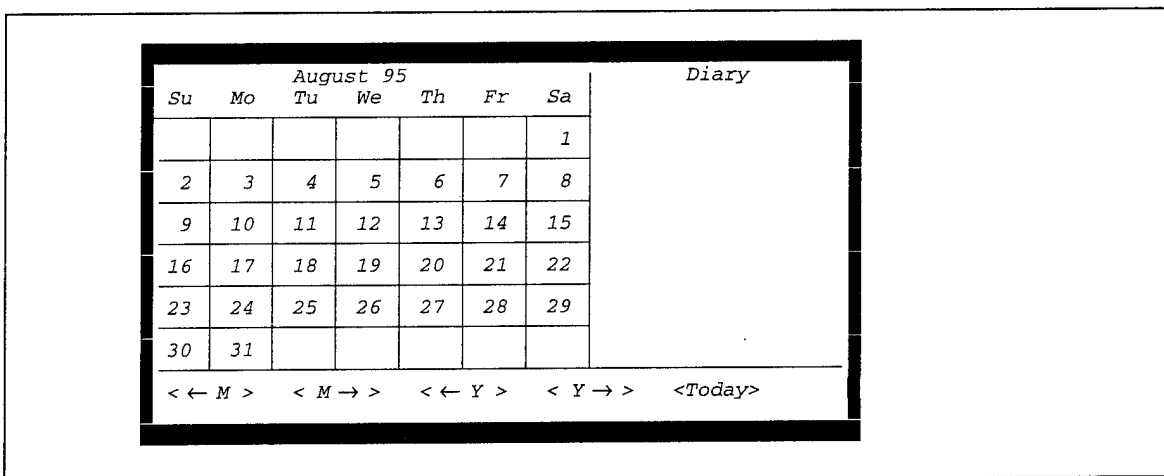 August 95 Diary
Su Mo Tu We Th Fr Sa
1
2 3 4 5 6 7 8
9 10 11 12 13 14 15
16 17 18 19 20 21 22
23 24 25 26 27 28 29
30 31
< ← M > < M → > < ← Y > < Y → > <Today>